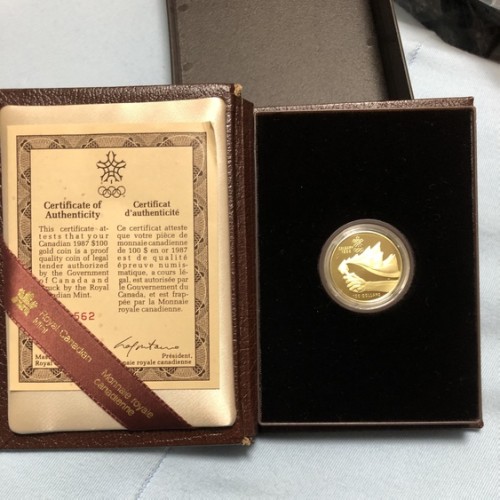 Certificate of
Authenticity
This certificate at-
tests that your
Canadian 1987 $100
gold coin is a proof
quality coin of legal
tender authorized
by the Government
of Canada and
struck by the Royal
Canadian Mint.
562
Royal
Certificat
d'authenticité
Ce certificat atteste
que votre pièce de
monnaie canadienne
de 100 $ en or 1987
est de qualité
épreuve numis-
matique, a cours lé-
gal, est autorisée par
le Gouvernement du
Canada, et est frap-
pée par la Monnaie
royale canadienne.
Président,
royale canadienne
Royal Canadian
Mint
Monnaie royale
canadienne
100 DOLLARS